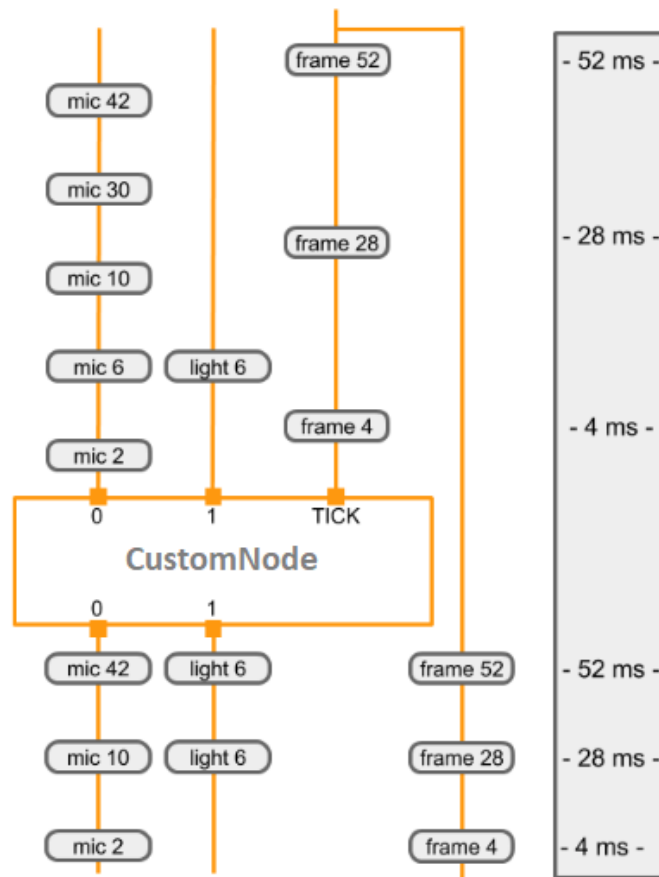 frame 52
- 52 ms -
mic 42
mic 30
frame 28
- 28 ms -
mic 10
mic 6
light 6
frame 4
- 4 ms -
mic 2
0
1
TICK
CustomNode
0
1
mic 42
light 6
frame 52
- 52 ms -
mic 10
light 6
frame 28
- 28 ms -
mic 2
frame 4
- 4 ms -